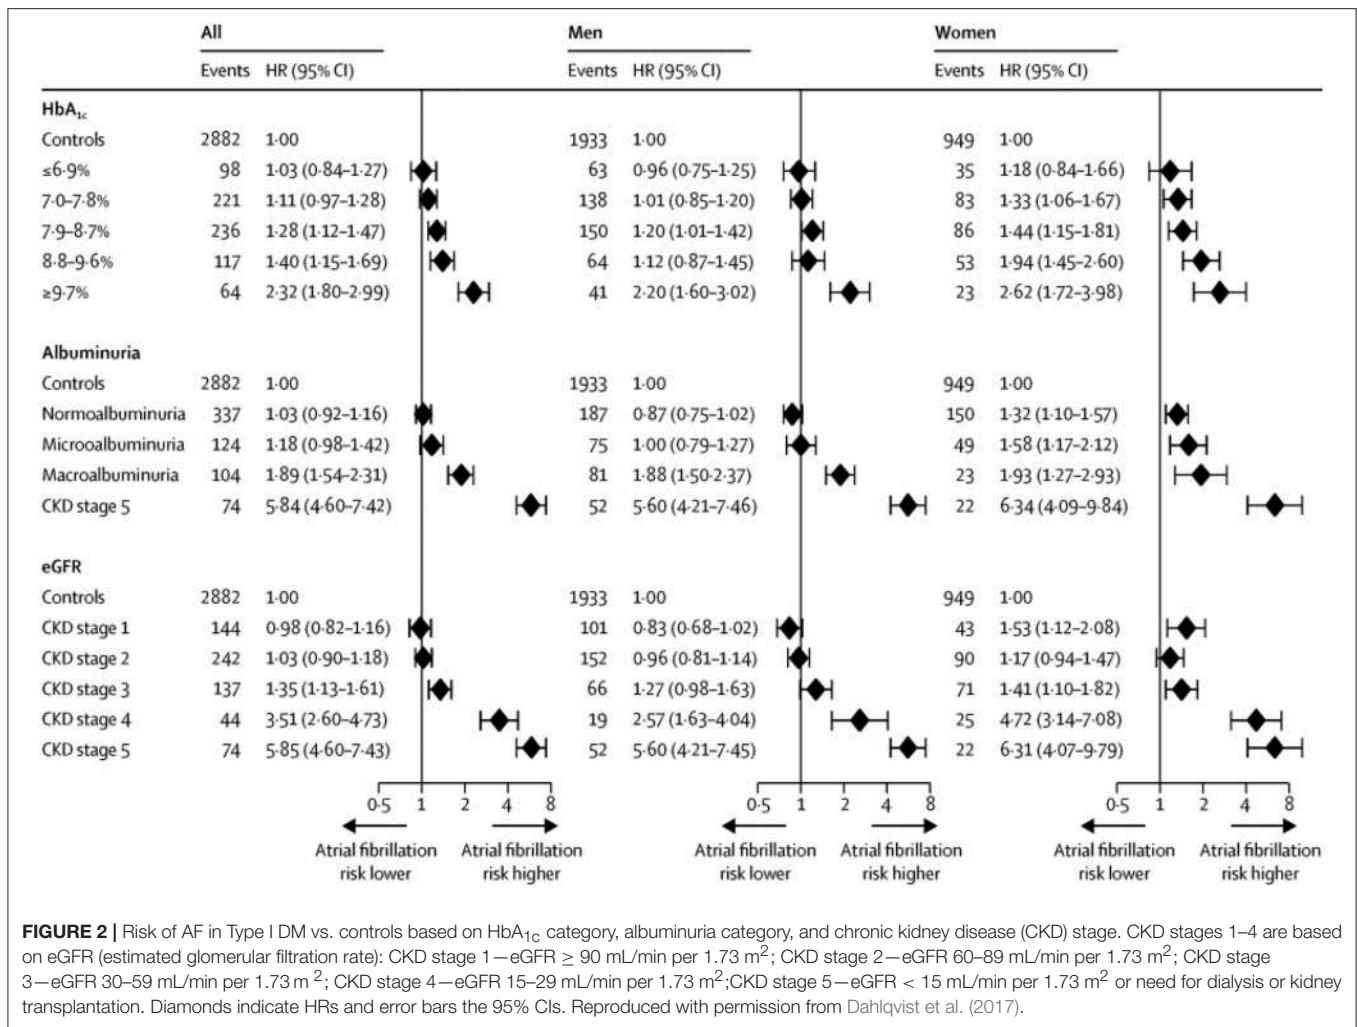 All Men Women
Events HR (95% CI) Events HR (95% CI) Events HR (95% CI)
HbA1c
Controls 2882 1·00 1933 1·00 949 1·00
≤6·9% 98 1·03 (0·84–1·27) 63 0·96 (0·75–1·25) 35 1·18 (0·84–1·66)
7·0–7·8% 221 1·11 (0·97–1·28) 138 1·01 (0·85–1·20) 83 1·33 (1·06–1·67)
7·9–8·7% 236 1·28 (1·12–1·47) 150 1·20 (1·01–1·42) 86 1·44 (1·15–1·81)
8·8–9·6% 117 1·40 (1·15–1·69) 64 1·12 (0·87–1·45) 53 1·94 (1·45–2·60)
≥9·7% 64 2·32 (1·80–2·99) 41 2·20 (1·60–3·02) 23 2·62 (1·72–3·98)
Albuminuria
Controls 2882 1·00 1933 1·00 949 1·00
Normoalbuminuria 337 1·03 (0·92–1·16) 187 0·87 (0·75–1·02) 150 1·32 (1·10–1·57)
Microoalbuminuria 124 1·18 (0·98–1·42) 75 1·00 (0·79–1·27) 49 1·58 (1·17–2·12)
Macroalbuminuria 104 1·89 (1·54–2·31) 81 1·88 (1·50-2·37) 23 1·93 (1·27–2·93)
CKD stage 5 74 5·84 (4·60–7·42) 52 5·60 (4·21–7·46) 22 6·34 (4·09–9·84)
eGFR
Controls 2882 1·00 1933 1·00 949 1·00
CKD stage 1 144 0·98 (0·82–1·16) 101 0·83 (0·68–1·02) 43 1·53 (1·12–2·08)
CKD stage 2 242 1·03 (0·90–1·18) 152 0·96 (0·81–1·14) 90 1·17 (0·94–1·47)
CKD stage 3 137 1·35 (1·13–1·61) 66 1·27 (0·98–1·63) 71 1·41 (1·10–1·82)
CKD stage 4 44 3·51 (2·60–4·73) 19 2·57 (1·63–4·04) 25 4·72 (3·14–7·08)
CKD stage 5 74 5·85 (4·60–7·43) 52 5·60 (4·21–7·45) 22 6·31 (4·07–9·79)
0·5 1 2 4 8 0·5 1 2 4 8 0·5 1 2 4 8
Atrial fibrillation Atrial fibrillation Atrial fibrillation Atrial fibrillation Atrial fibrillation Atrial fibrillation
risk lower risk higher risk lower risk higher risk lower risk higher
FIGURE 2 | Risk of AF in Type I DM vs. controls based on HbA1C category, albuminuria category, and chronic kidney disease (CKD) stage. CKD stages 1–4 are based
on eGFR (estimated glomerular filtration rate): CKD stage 1—eGFR ≥ 90 mL/min per 1.73 m²; CKD stage 2—eGFR 60–89 mL/min per 1.73 m²; CKD stage
3—eGFR 30–59 mL/min per 1.73 m ²; CKD stage 4—eGFR 15–29 mL/min per 1.73 m²;CKD stage 5—eGFR < 15 mL/min per 1.73 m² or need for dialysis or kidney
transplantation. Diamonds indicate HRs and error bars the 95% CIs. Reproduced with permission from Dahlqvist et al. (2017).